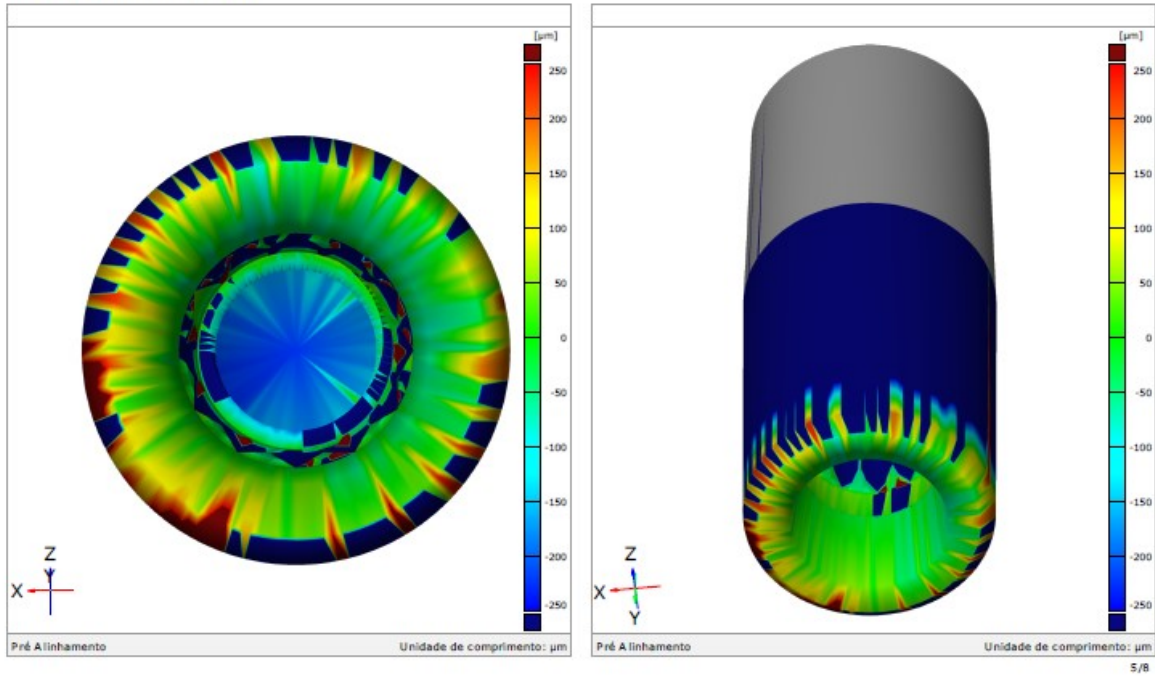 [µm]
250
200
150
100
50
0
-50
-100
-150
-200
-250
Z
Y
X
Pré Alinhamento
Unidade de comprimento: µm
[µm]
250
200
150
100
50
0
-50
-100
-150
-200
-250
Z
X
Y
Pré Alinhamento
Unidade de comprimento: µm
5/8